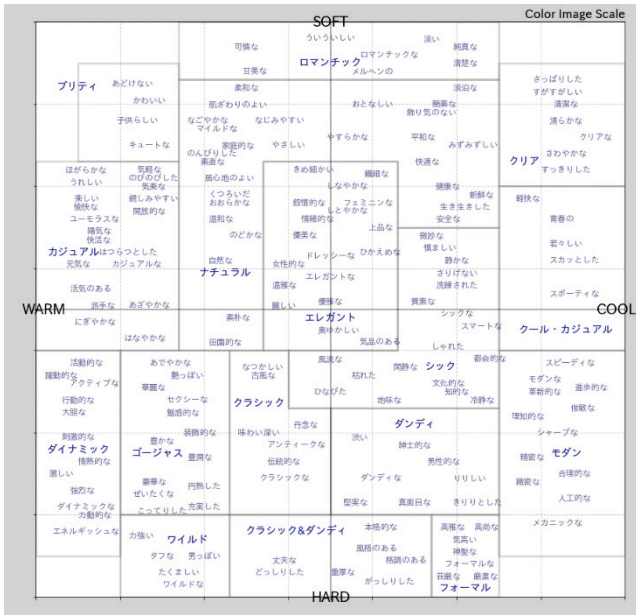 Color Image Scale
SOFT
ういういしい
淡い
可憐な
ロマンチックな
純真な
ロマンチック
清楚な
甘美な
メルヘンの
プリティ
あどけない
柔和な
淡泊な
さっぱりした
すがすがしい
かわいい
肌ざわりのよい
おとなしい
簡素な
清潔な
飾り気のない
子供らしい
なごやかな
なじみやすい
清らかな
マイルドな
やすらかな
平和な
クリアな
キュートな
家庭的な
やさしい
みずみずしい
のんびりした
さわやかな
素直な
快適な
クリア
すっきりした
ほがらかな
気軽な
きめ細かい
うれしい
のびのびした
居心地のよい
繊細な
気楽な
しなやかな
健康な
楽しい
親しみやすい
くつろいだ
新鮮な
軽快な
愉快な
おおらかな
叙情的な
フェミニンな
生き生きした
開放的な
しとやかな
ユーモラスな
温和な
情緒的な
安全な
青春の
陽気な
上品な
快活な
のどかな
優美な
微妙な
若々しい
カジュアル
はつらつとした
慎ましい
ドレッシーな
ひかえめな
スカッとした
元気な
カジュアルな
自然な
女性的な
静かな
ナチュラル
さりげない
エレガントな
洗練された
活気のある
温雅な
スポーティな
派手な
あざやかな
麗しい
優雅な
質素な
WARM
COOL
シックな
にぎやかな
素朴な
エレガント
スマートな
クール・カジュアル
奥ゆかしい
はなやかな
田園的な
気品のある
しゃれた
風流な
都会的な
活動的な
あでやかな
なつかしい
閑静な
シック
スピーディな
躍動的な
艶っぽい
古風な
枯れた
モダンな
アクティブな
文化的な
進歩的な
華麗な
ひなびた
知的な
革新的な
行動的な
セクシーな
クラシック
地味な
冷静な
大胆な
魅惑的な
俊敏な
理知的な
丹念な
ダンディ
刺激的な
装飾的な
味わい深い
渋い
シャープな
ダイナミック
豊かな
アンティークな
紳士的な
ゴージャス
豊潤な
精密な
モダン
情熱的な
伝統的な
男性的な
激しい
合理的な
豪華な
円熟した
クラシックな
ダンディな
りりしい
緻密な
強烈な
ぜいたくな
人工的な
ダイナミックな
充実した
堅実な
真面目な
きりりとした
力動的な
こってりした
本格的な
高雅な
高尚な
メカニックな
エネルギッシュな
力強い
ワイルド
クラシック&ダンディ
気高い
風格のある
神聖な
タフな
男っぽい
丈夫な
格調のある
フォーマルな
たくましい
どっしりした
重厚な
荘厳な
厳粛な
ワイルドな
がっしりした
フォーマル
HARD